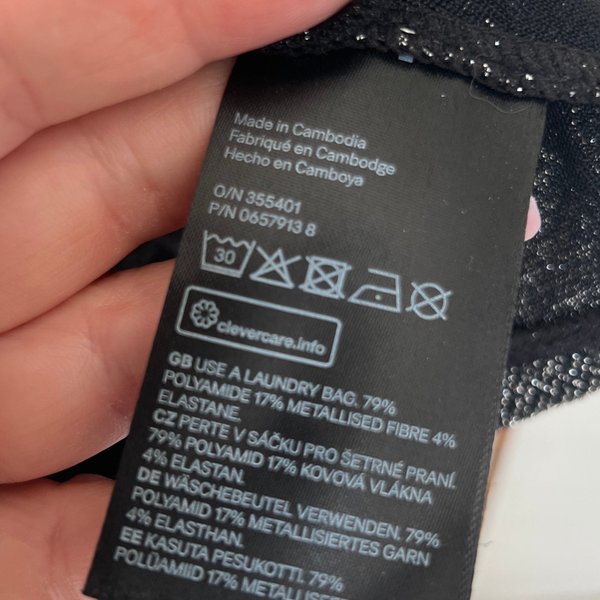 Made in Cambodia
Fabriqué en Cambodge
Hecho en Camboya
O/N 355401
P/N 0657913 8
30
clevercare.info
GB USE A LAUNDRY BAG. 79%
POLYAMIDE 17% METALLISED FIBRE 4%
ELASTANE.
CZ PERTE V SÁČKU PRO ŠETRNÉ PRANÍ.
79% POLYAMID 17% KOVOVÁ VLÁKNA
4% ELASTAN.
DE WÄSCHEBEUTEL VERWENDEN. 79%
POLYAMID 17% METALLISIERTES GARN
4% ELASTHAN.
EE KASUTA PESUKOTTI. 79%
POLÜAMIID 17%